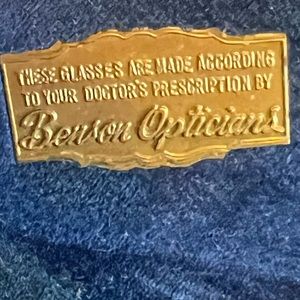 THESE GLASSES ARE MADE ACCORDING
TO YOUR DOCTOR'S PRESCRIPTION BY
Benson Opticians